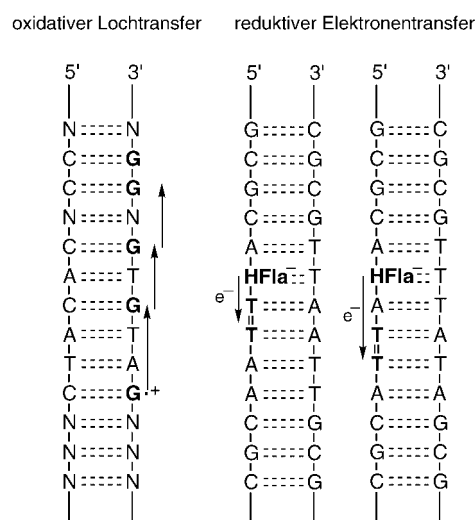 oxidativer Lochtransfer reduktiver Elektronentransfer
5' 3' 5' 3' 5' 3'
N N G C G C
C G C G C G
C G G C G C
N N C G C G
C G A T A T
A T HFla⁻ T HFla⁻ T
e⁻
C G T A A T
e⁻
A T T A T A
T A A T T A
C G·+ A T A T
N N C G C G
N N G C G C
N N C G C G